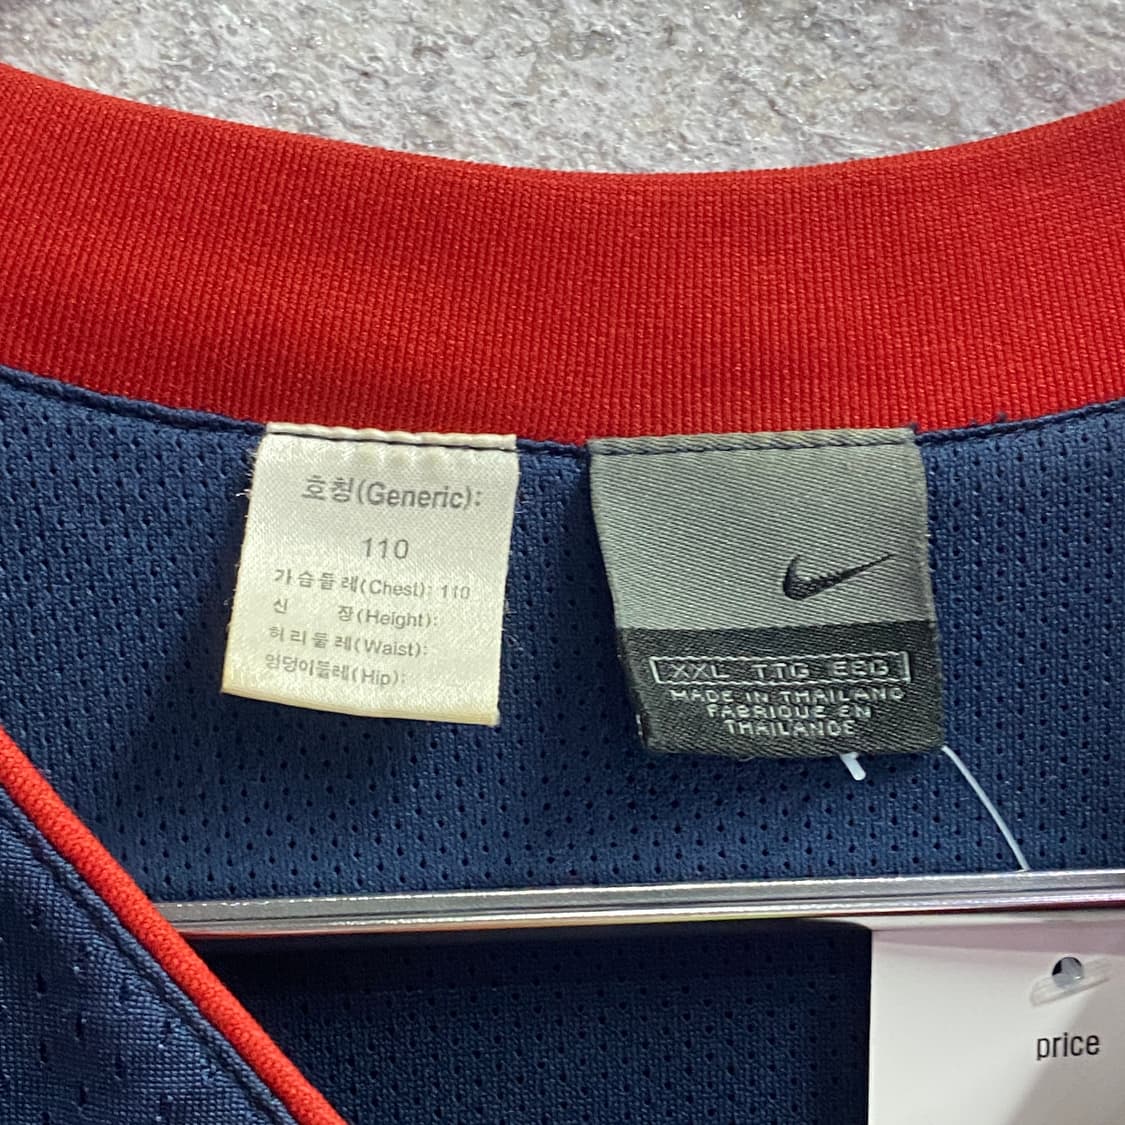 호칭(Generic):
110
가슴둘레(Chest): 110
신 장(Height):
허리둘레(Waist):
엉덩이둘레(Hip):
XXL TTG EEG
MADE IN THAILAND
FABRIQUE EN
THAILANDE
price